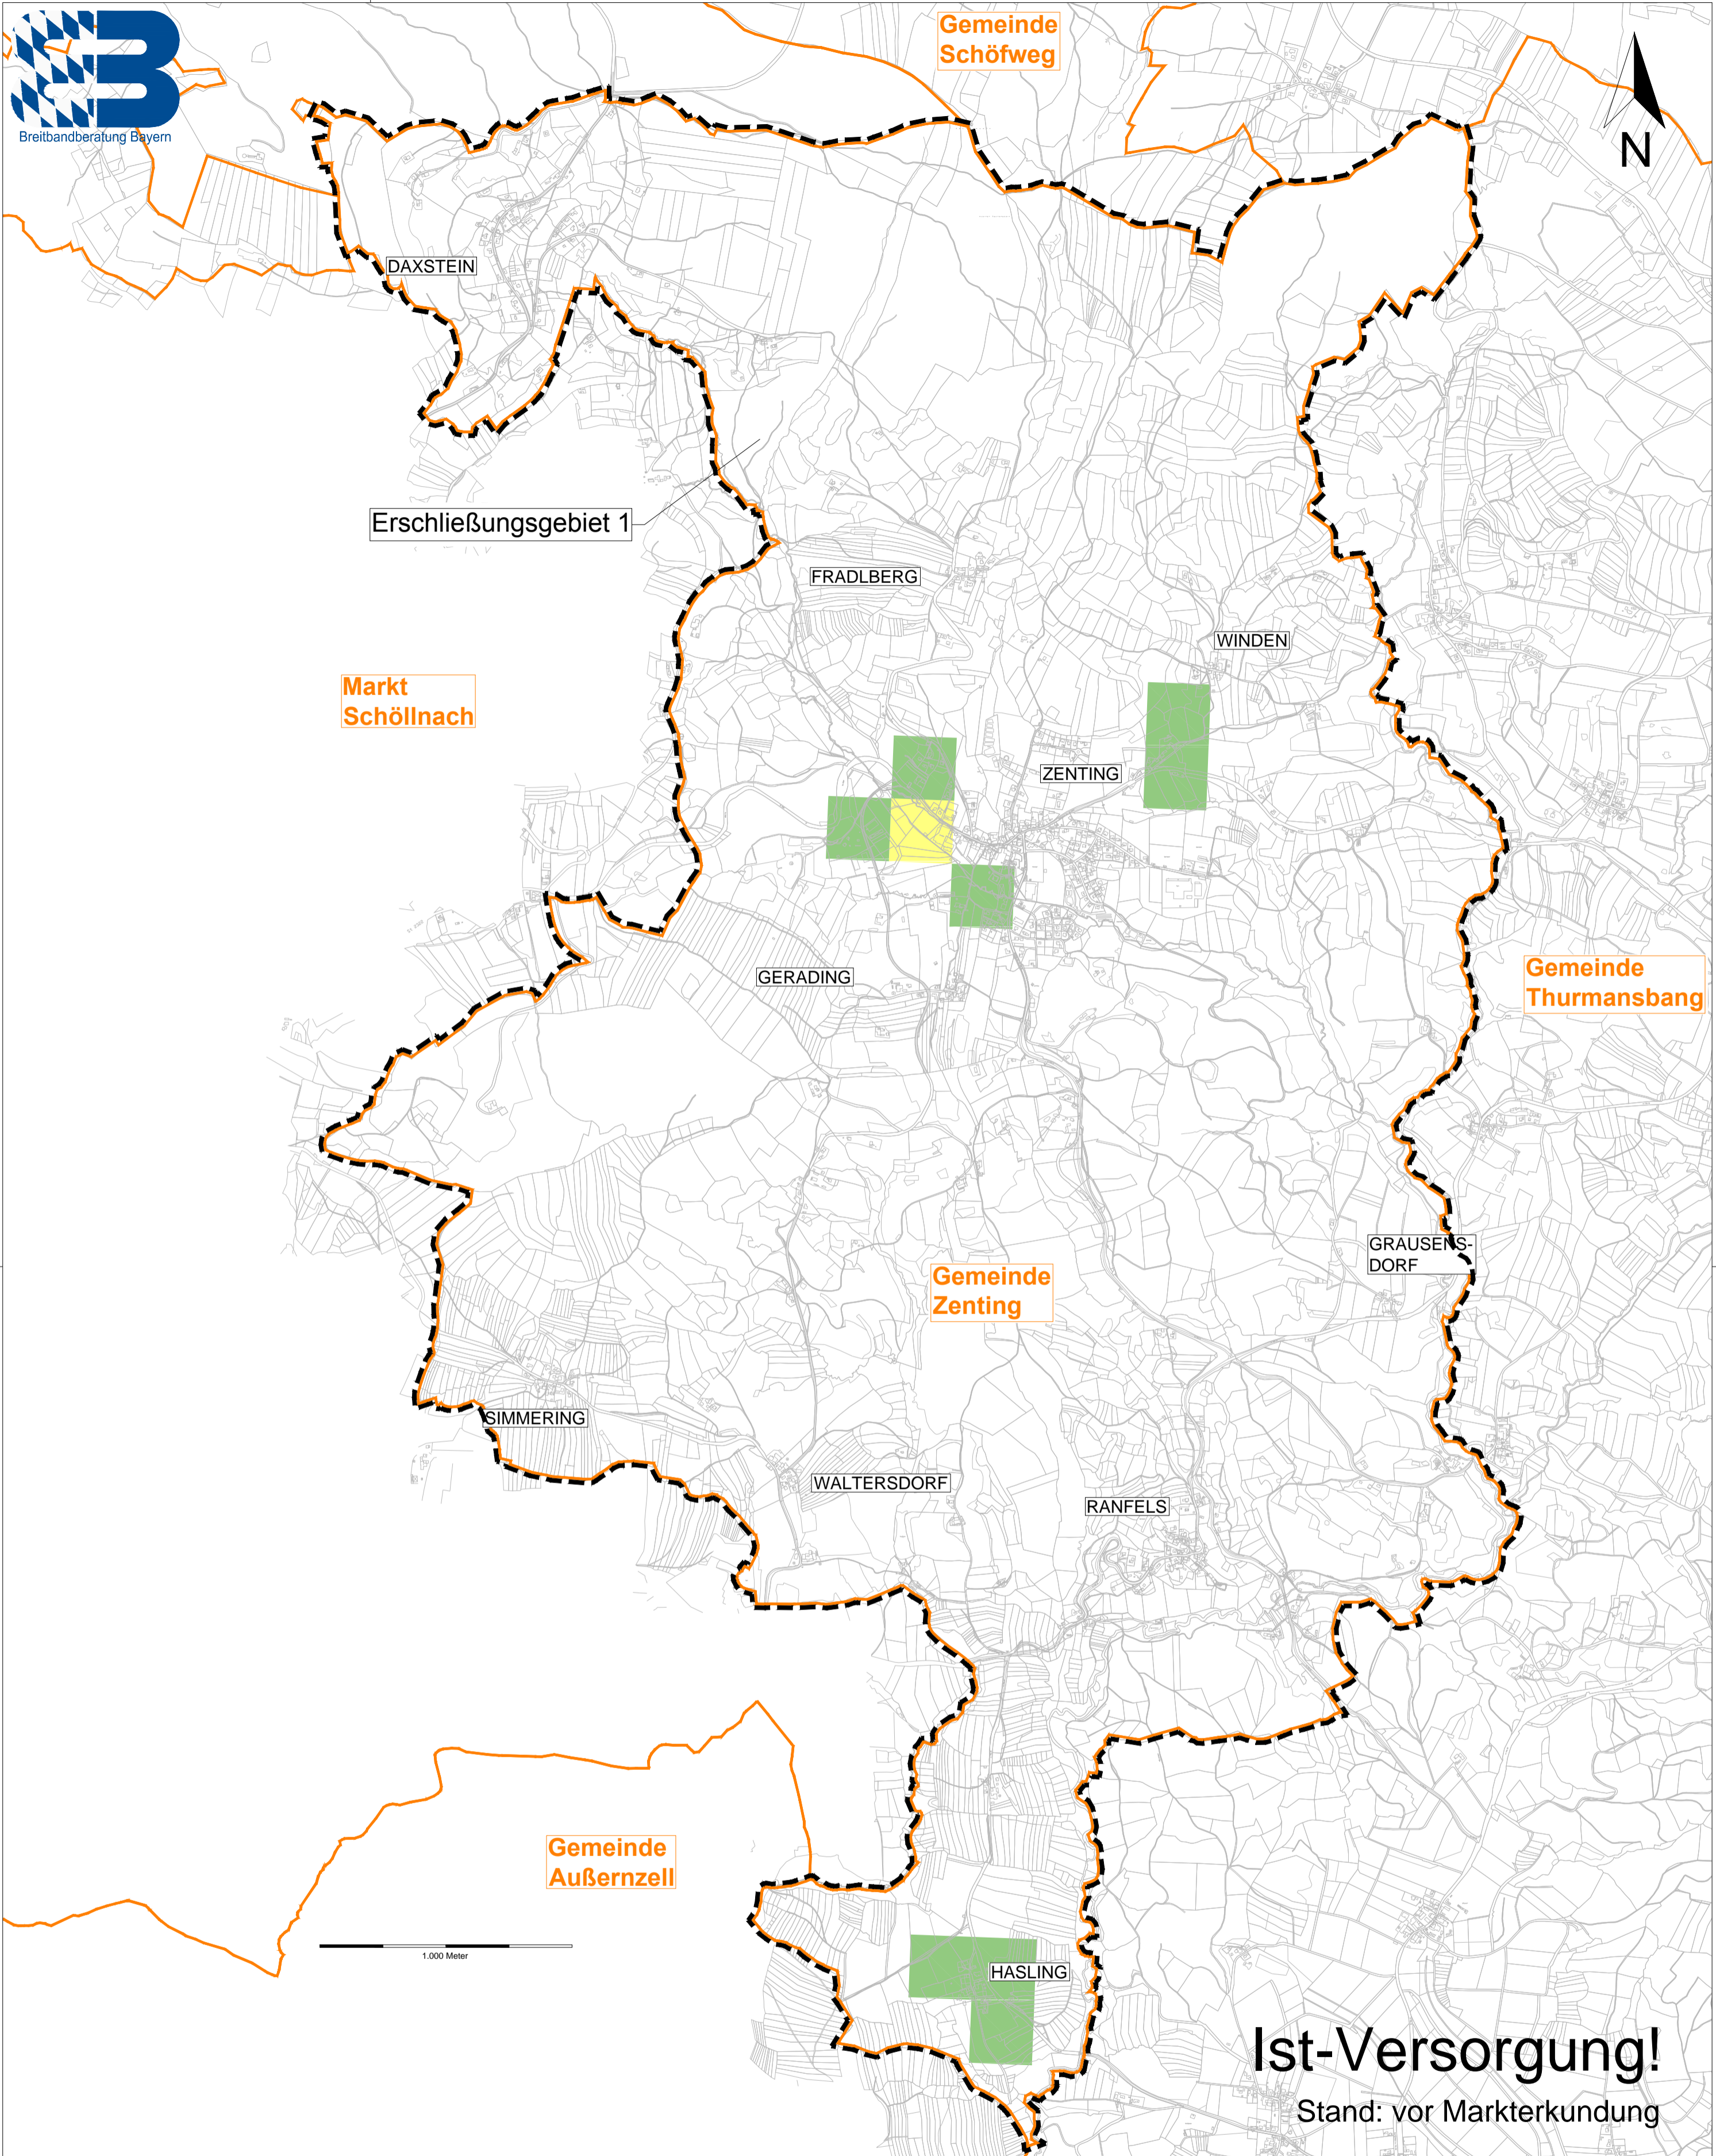 Breitbandberatung Bayern
Gemeinde
Schöfweg
N
DAXSTEIN
Erschließungsgebiet 1
FRADLBERG
WINDEN
Markt
Schöllnach
ZENTING
GERADING
Gemeinde
Thurmansbang
GRAUSENS-
DORF
Gemeinde
Zenting
SIMMERING
WALTERSDORF
RANFELS
Gemeinde
Außernzell
1.000 Meter
HASLING
Ist-Versorgung!
Stand: vor Markterkundung